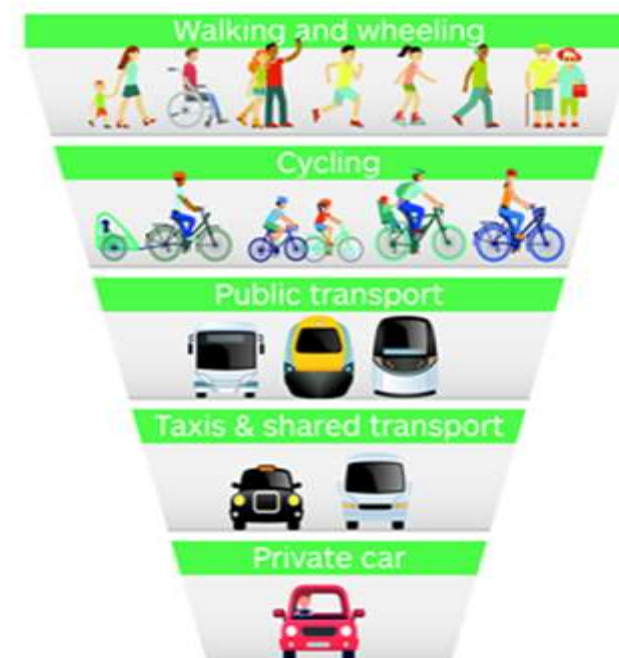 Walking and wheeling
Cycling
Public transport
Taxis & shared transport
Private car